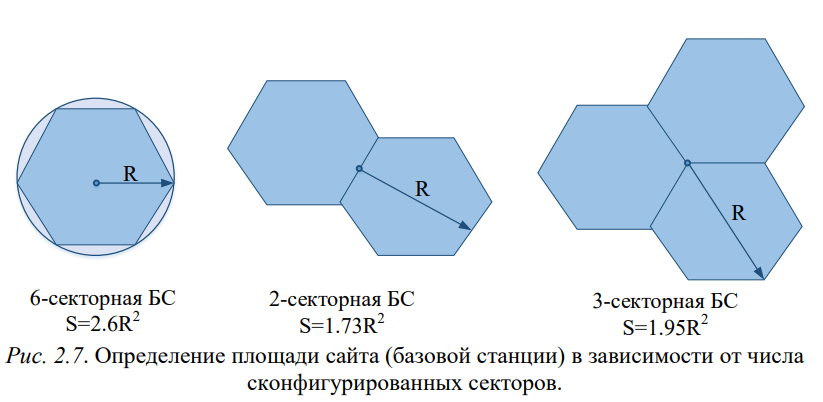 R
R
R
6-секторная БС
S=2.6R²
2-секторная БС
S=1.73R²
3-секторная БС
S=1.95R²
Рис. 2.7. Определение площади сайта (базовой станции) в зависимости от числа
сконфигурированных секторов.